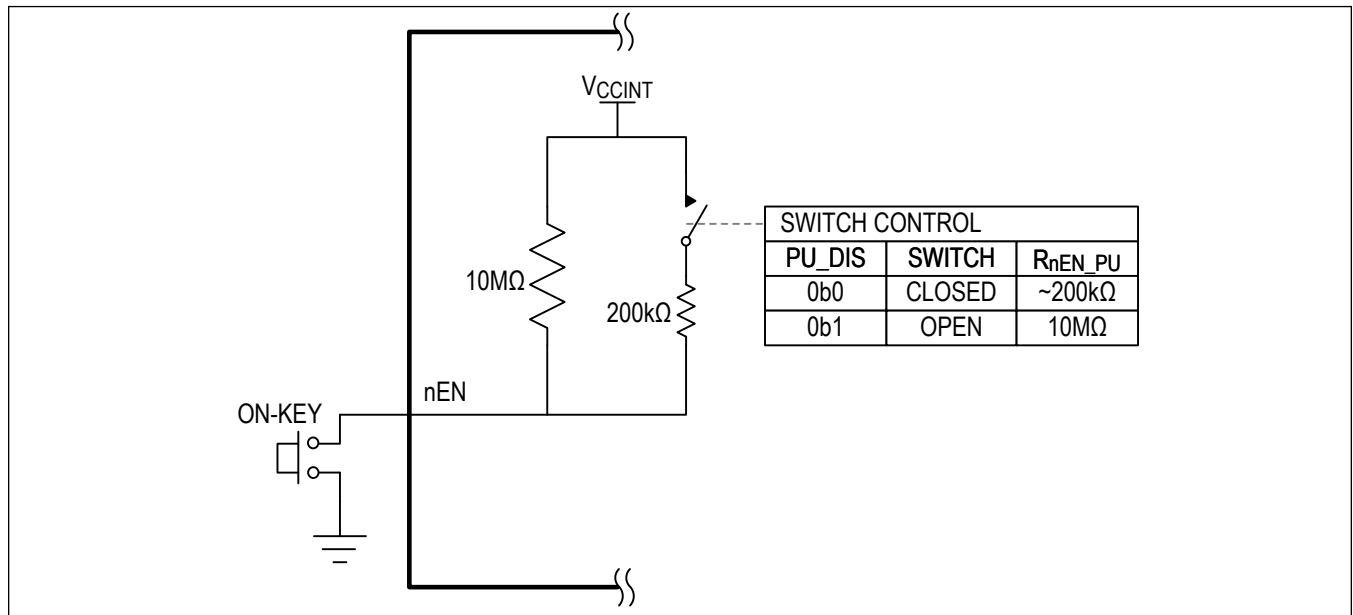 VCCINT
10MΩ
200kΩ
SWITCH CONTROL
PU_DIS SWITCH RnEN_PU
0b0 CLOSED ~200kΩ
0b1 OPEN 10MΩ
nEN
ON-KEY